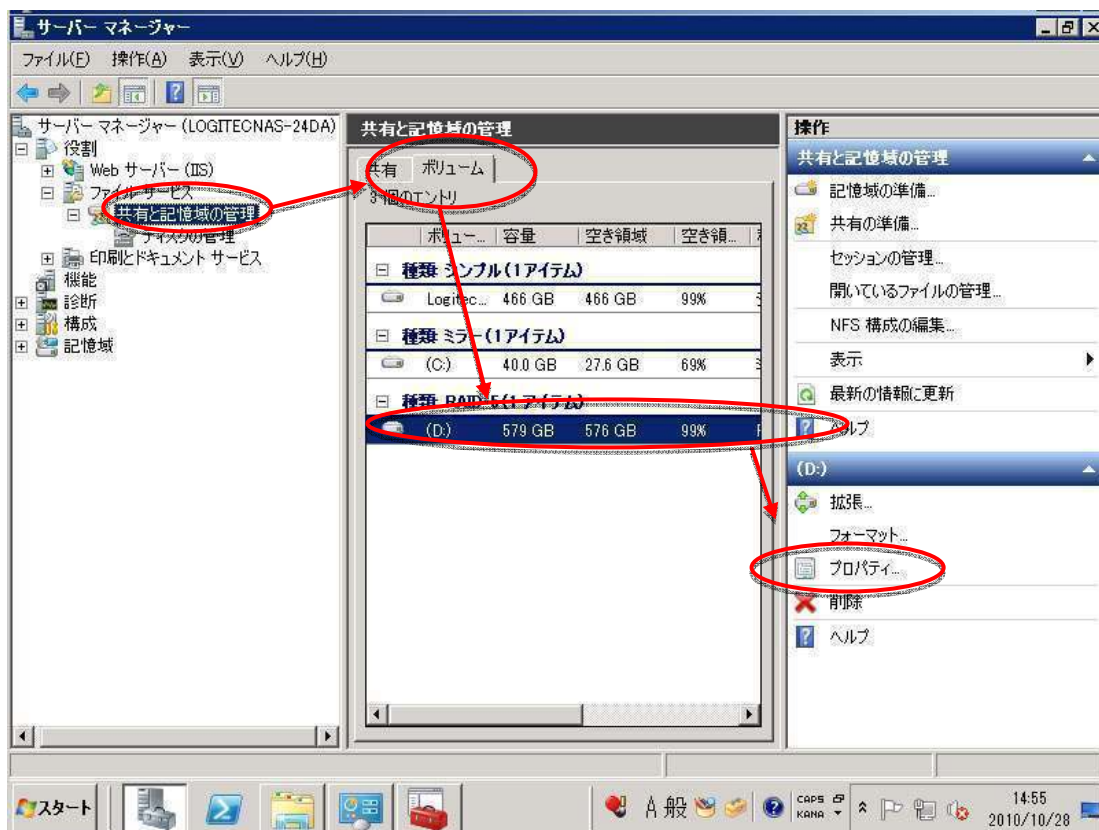 サーバー マネージャー
ファイル(F) 操作(A) 表示(V) ヘルプ(H)
サーバー マネージャー (LOGITECNAS-24DA)
役割
Web サーバー (IIS)
ファイル サービス
共有と記憶域の管理
ディスクの管理
印刷とドキュメント サービス
機能
診断
構成
記憶域
共有と記憶域の管理
共有 ボリューム
3 個のエントリ
ボリュー... 容量 空き領域 空き領...
種類 シンプル (1 アイテム)
Logitec... 466 GB 466 GB 99%
種類 ミラー (1 アイテム)
(C:) 40.0 GB 27.6 GB 69%
種類 RAID-5 (1 アイテム)
(D:) 579 GB 576 GB 99%
操作
共有と記憶域の管理
記憶域の準備...
共有の準備...
セッションの管理...
開いているファイルの管理...
NFS 構成の編集...
表示
最新の情報に更新
ヘルプ
(D:)
拡張...
フォーマット...
プロパティ...
削除
ヘルプ
スタート
A 般
CAPS
KANA
14:55
2010/10/28